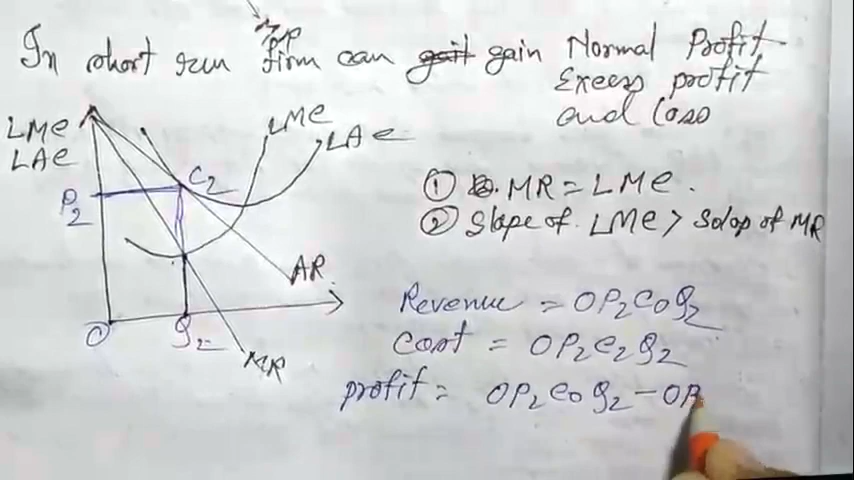 In short run firm can gain Normal Profit
Excess profit
and Loss
LMC
LAC
LMC
LAC
C2
P2
AR
O
Q2
MR
① MR = LMC.
② Slope of LMC > Solop of MR
Revenue = OP2C0Q2
Cost = OP2C2Q2
profit = OP2C0Q2 - OP